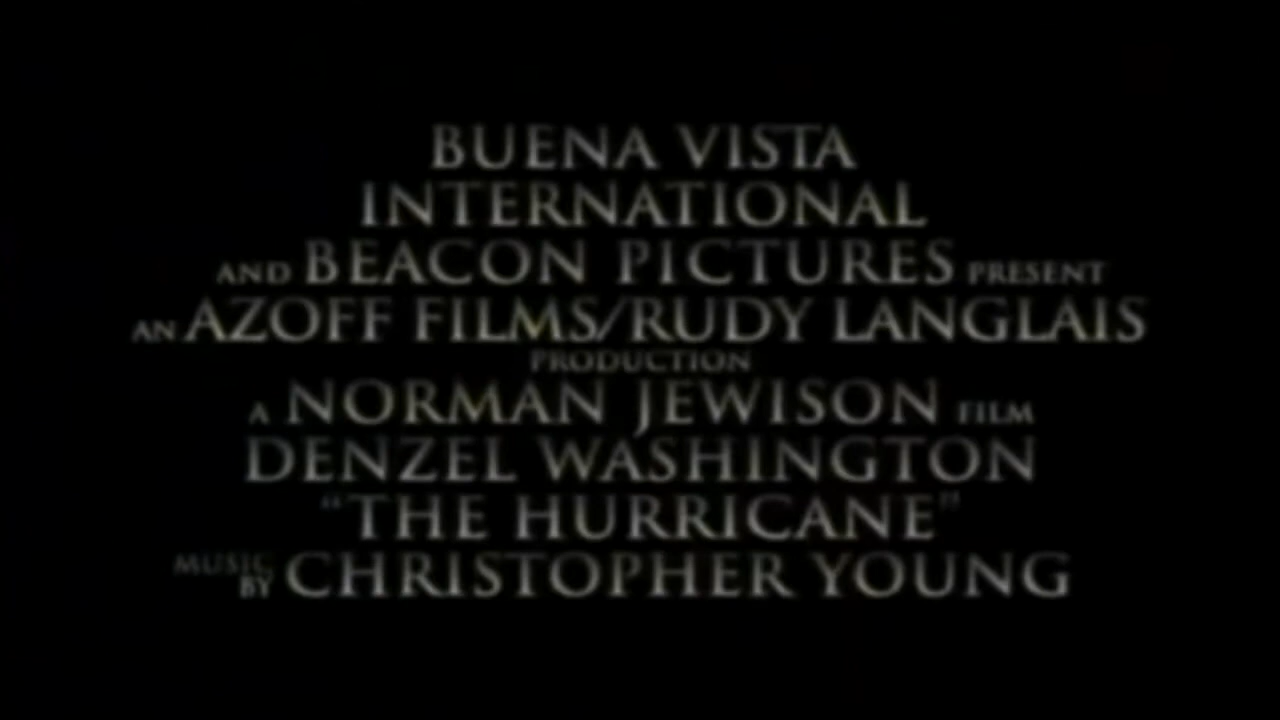 BUENA VISTA
INTERNATIONAL
AND BEACON PICTURES PRESENT
AN AZOFF FILMS/RUDY LANGLAIS
PRODUCTION
A NORMAN JEWISON FILM
DENZEL WASHINGTON
“THE HURRICANE”
MUSIC BY CHRISTOPHER YOUNG